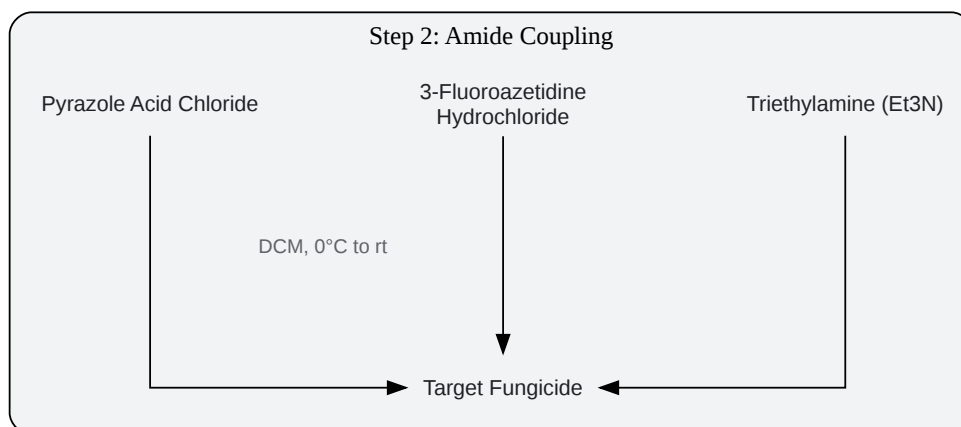 Step 2: Amide Coupling
Pyrazole Acid Chloride
3-Fluoroazetidine
Hydrochloride
Triethylamine (Et3N)
DCM, 0°C to rt
Target Fungicide